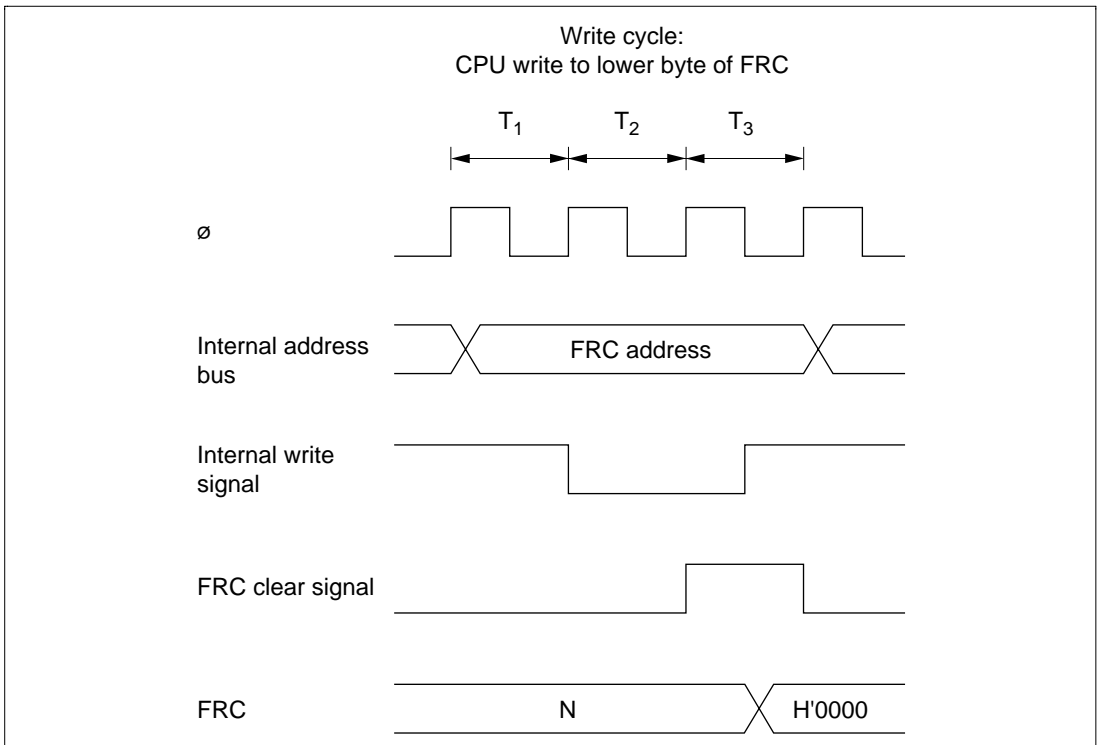 Write cycle:
CPU write to lower byte of FRC
T1 T2 T3
ø
Internal address
bus
FRC address
Internal write
signal
FRC clear signal
FRC N H'0000